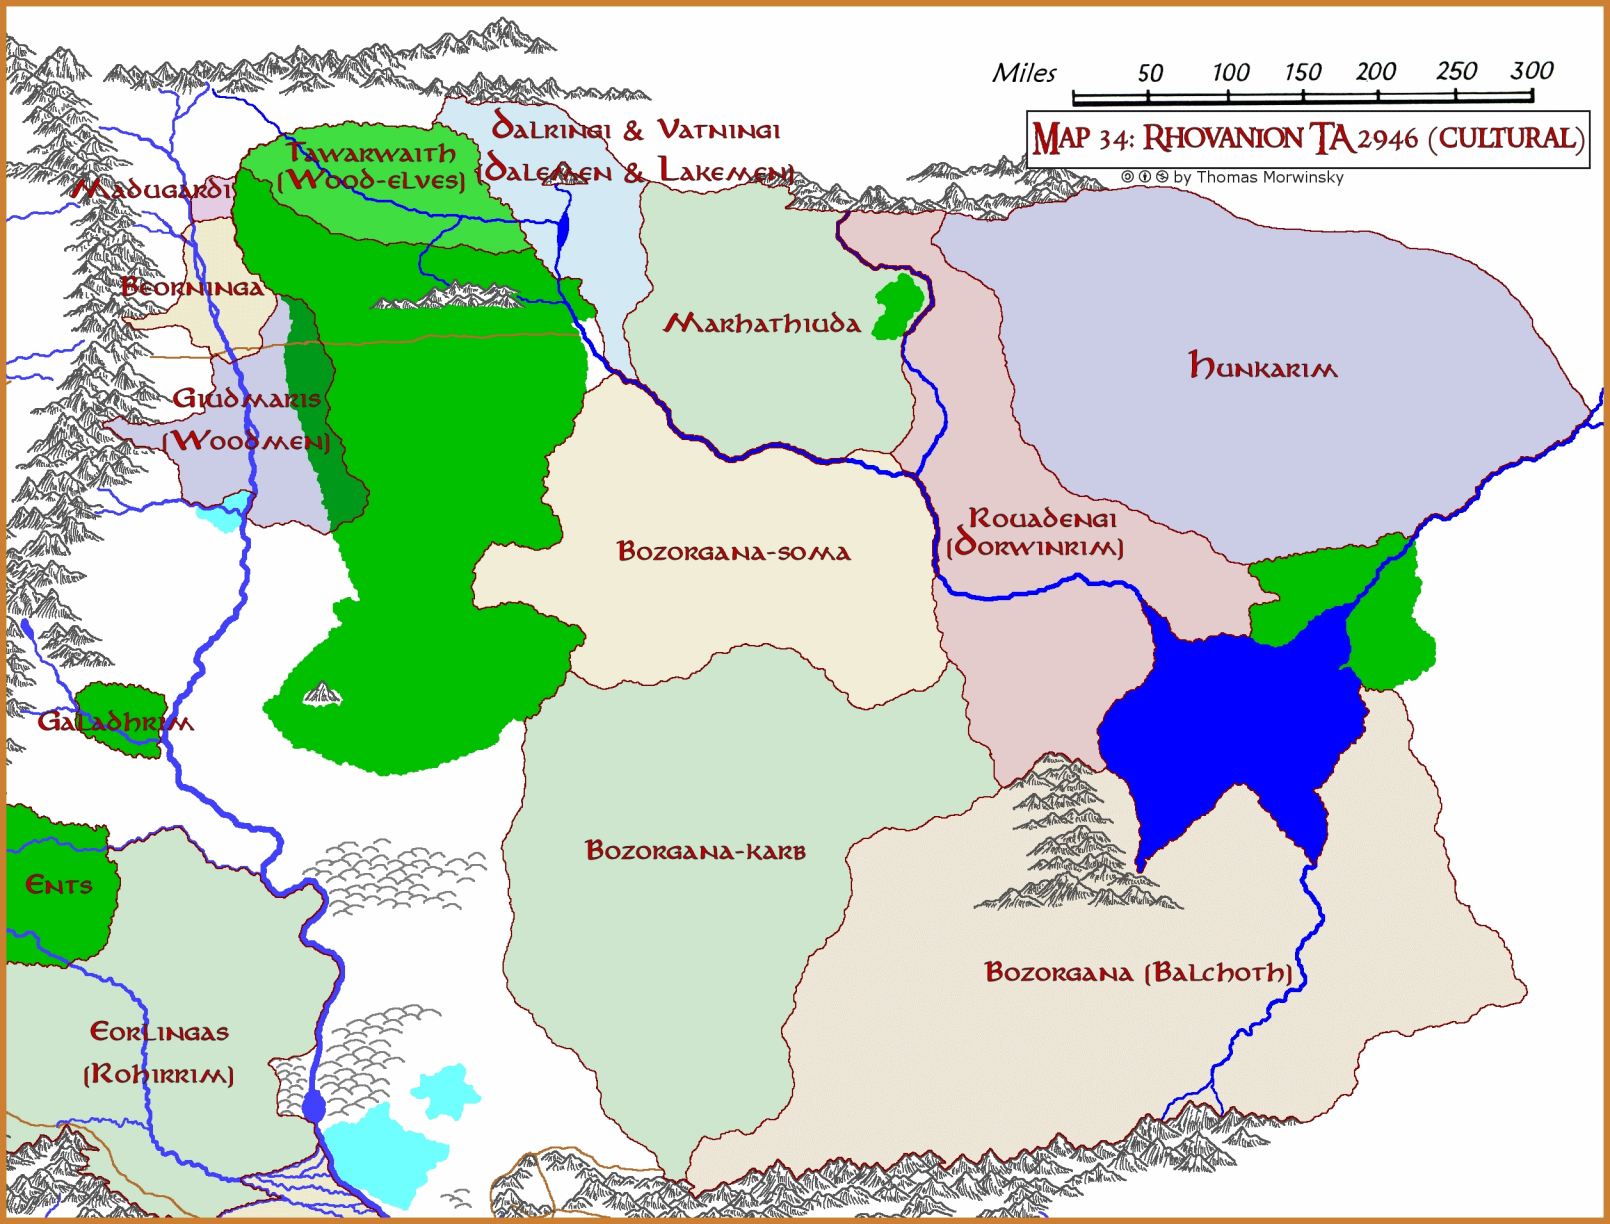 Miles 50 100 150 200 250 300
Map 34: Rhovanion TA 2946 (cultural)
by Thomas Morwinsky
Dalringi & Vatningi
(Dalemen & Lakemen)
Tawarwaith
(Wood-elves)
Madugardi
Beorninga
Marhathiuda
Hunkarim
Giudmaris
(Woodmen)
Rouadengi
(Dorwinrim)
Bozorgana-soma
Galadhrim
Bozorgana-karb
Ents
Bozorgana (Balchoth)
Eorlingas
(Rohirrim)